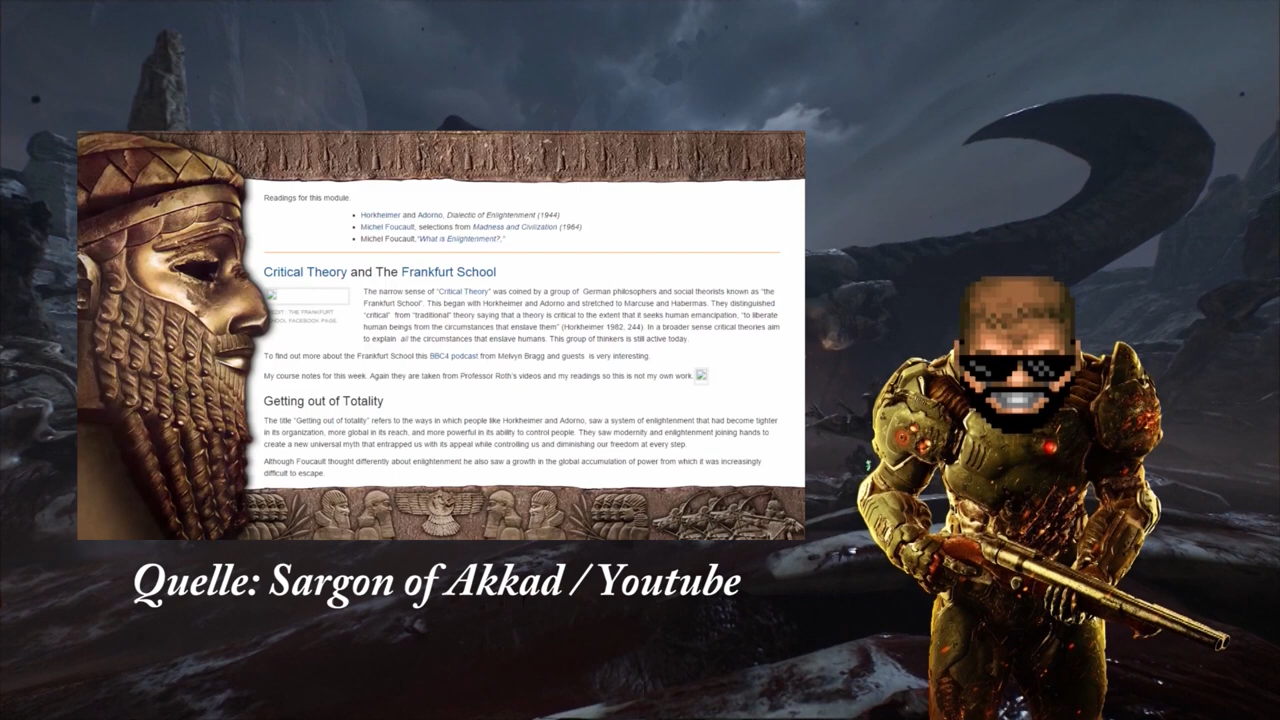 Readings for this module
Horkheimer and Adorno, Dialectic of Enlightenment (1944)
Michel Foucault, selections from Madness and Civilization (1964)
Michel Foucault, "What is Enlightenment?,"
Critical Theory and The Frankfurt School
The narrow sense of "Critical Theory" was coined by a group of German philosophers and social theorists known as "the
Frankfurt School". This began with Horkheimer and Adorno and stretched to Marcuse and Habermas. They distinguished
"critical" from "traditional" theory saying that a theory is critical to the extent that it seeks human emancipation, "to liberate
human beings from the circumstances that enslave them" (Horkheimer 1982, 244). In a broader sense critical theories aim
to explain all the circumstances that enslave humans. This group of thinkers is still active today.
EDIT : THE FRANKFURT
HOOL FACEBOOK PAGE.
To find out more about the Frankfurt School this BBC4 podcast from Melvyn Bragg and guests is very interesting.
My course notes for this week. Again they are taken from Professor Roth's videos and my readings so this is not my own work.
Getting out of Totality
The title "Getting out of totality" refers to the ways in which people like Horkheimer and Adorno, saw a system of enlightenment that had become tighter
in its organization, more global in its reach, and more powerful in its ability to control people. They saw modernity and enlightenment joining hands to
create a new universal myth that entrapped us with its appeal while controlling us and diminishing our freedom at every step.
Although Foucault thought differently about enlightenment he also saw a growth in the global accumulation of power from which it was increasingly
difficult to escape.
Quelle: Sargon of Akkad / Youtube